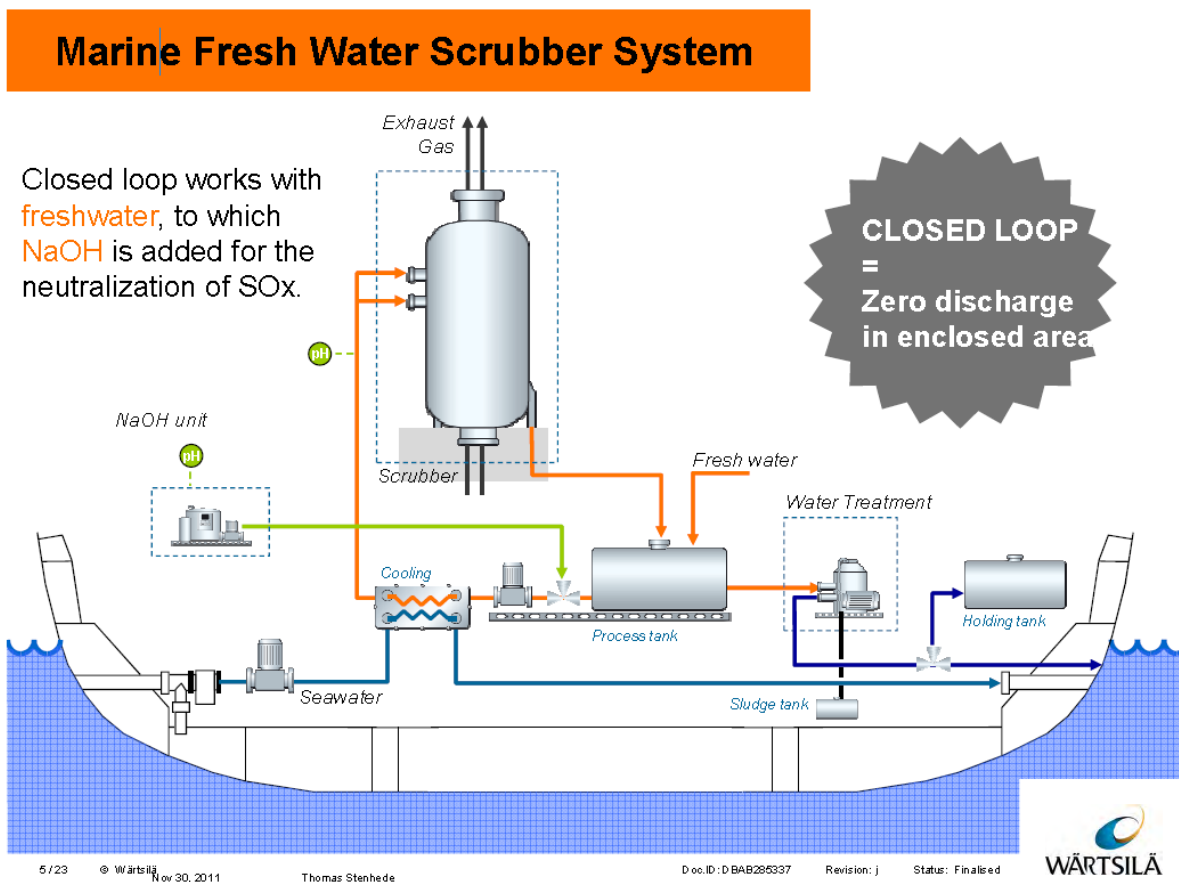 Marine Fresh Water Scrubber System
Exhaust
Gas
Closed loop works with
freshwater, to which
NaOH is added for the
neutralization of SOx.
CLOSED LOOP
=
Zero discharge
in enclosed area
pH
NaOH unit
pH
Scrubber
Fresh water
Water Treatment
Cooling
Process tank
Holding tank
Seawater
Sludge tank
5 / 23
© Wärtsilä
Nov 30, 2011
Thomas Stenhede
Doc.ID: DBAB285337
Revision: j
Status: Finalised
WÄRTSILÄ